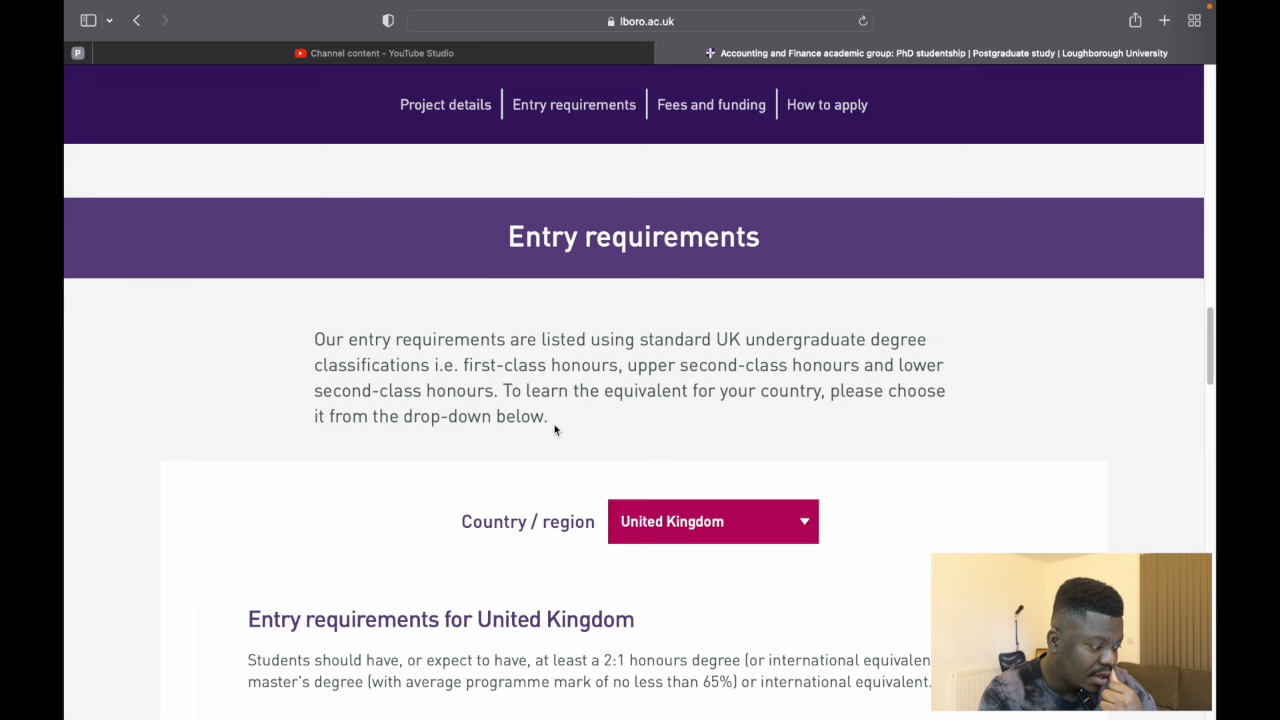 lboro.ac.uk
P
Channel content - YouTube Studio
Accounting and Finance academic group: PhD studentship | Postgraduate study | Loughborough University
Project details
Entry requirements
Fees and funding
How to apply
Entry requirements
Our entry requirements are listed using standard UK undergraduate degree
classifications i.e. first-class honours, upper second-class honours and lower
second-class honours. To learn the equivalent for your country, please choose
it from the drop-down below.
Country / region
United Kingdom
Entry requirements for United Kingdom
Students should have, or expect to have, at least a 2:1 honours degree (or international
master's degree (with average programme mark of no less than 65%) or international equivalent.